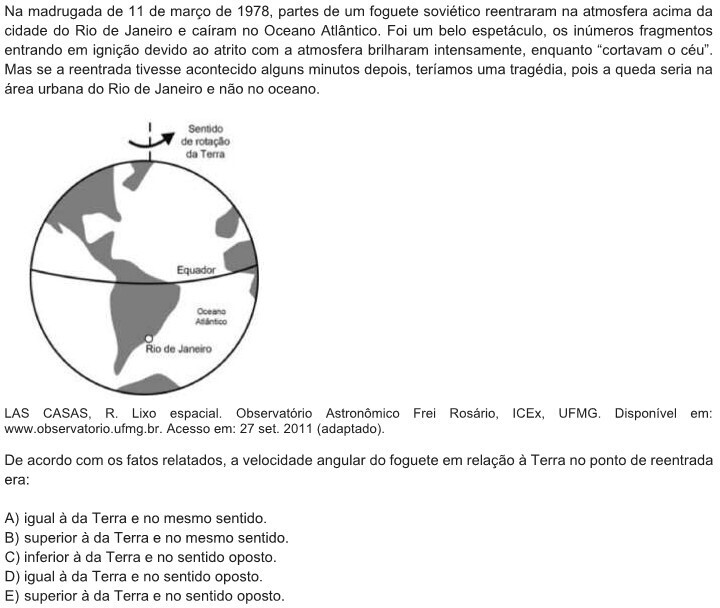 Na madrugada de 11 de março de 1978, partes de um foguete soviético reentraram na atmosfera acima da
cidade do Rio de Janeiro e caíram no Oceano Atlântico. Foi um belo espetáculo, os inúmeros fragmentos
entrando em ignição devido ao atrito com a atmosfera brilharam intensamente, enquanto “cortavam o céu”.
Mas se a reentrada tivesse acontecido alguns minutos depois, teríamos uma tragédia, pois a queda seria na
área urbana do Rio de Janeiro e não no oceano.
Sentido
de rotação
da Terra
Equador
Oceano
Atlântico
Rio de Janeiro
LAS CASAS, R. Lixo espacial. Observatório Astronômico Frei Rosário, ICEx, UFMG. Disponível em:
www.observatorio.ufmg.br. Acesso em: 27 set. 2011 (adaptado).
De acordo com os fatos relatados, a velocidade angular do foguete em relação à Terra no ponto de reentrada
era:
A) igual à da Terra e no mesmo sentido.
B) superior à da Terra e no mesmo sentido.
C) inferior à da Terra e no sentido oposto.
D) igual à da Terra e no sentido oposto.
E) superior à da Terra e no sentido oposto.